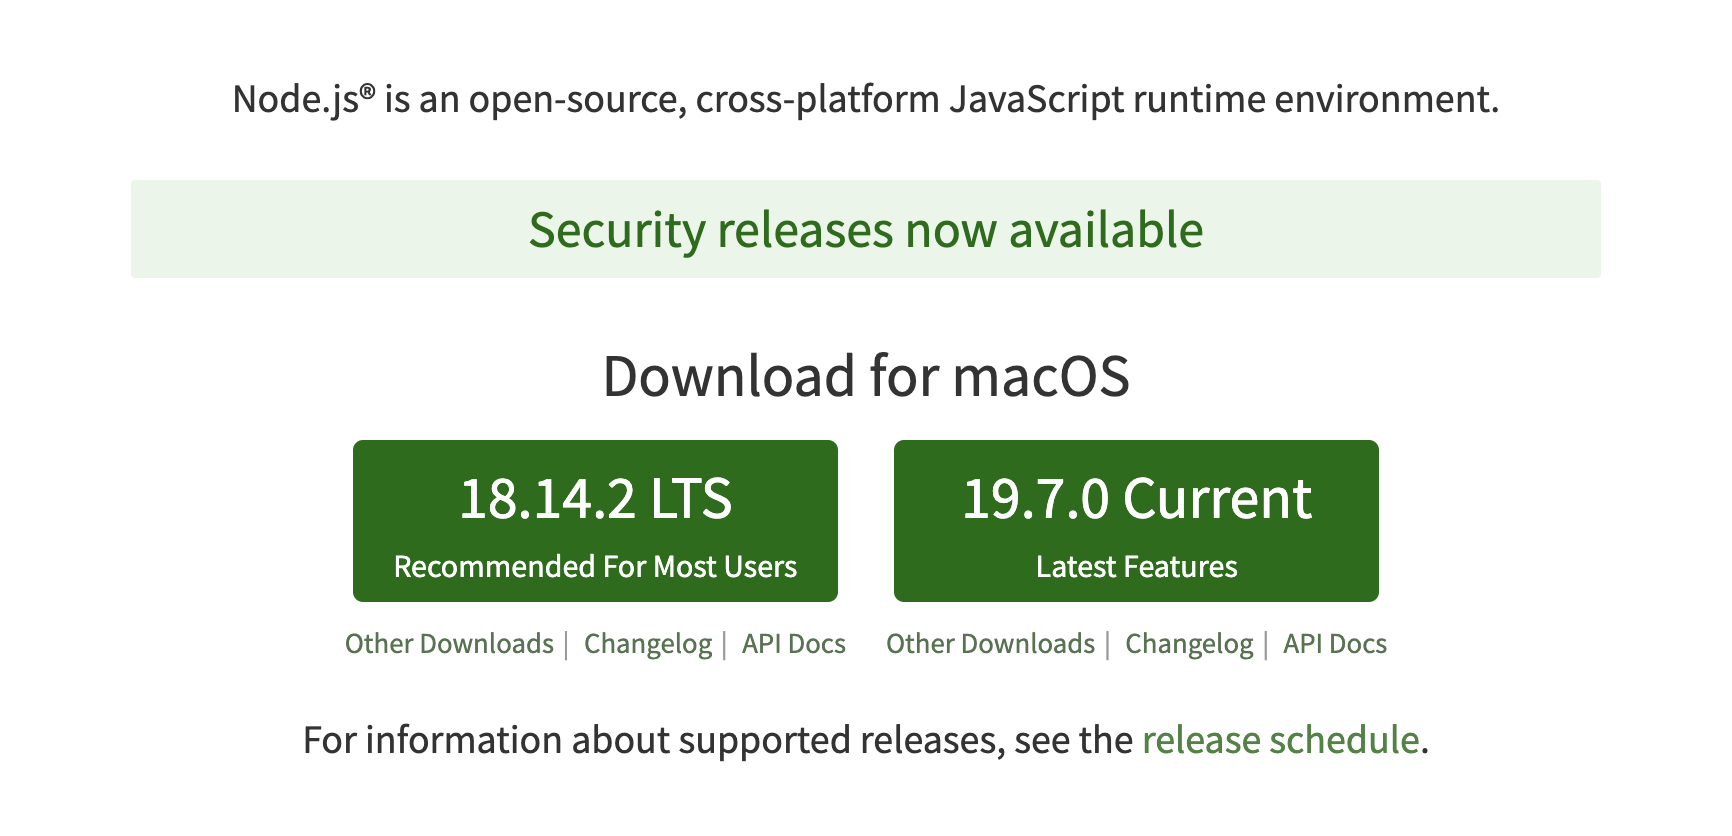 Node.js® is an open-source, cross-platform JavaScript runtime environment.
Security releases now available
Download for macOS
18.14.2 LTS
Recommended For Most Users
19.7.0 Current
Latest Features
Other Downloads | Changelog | API Docs
Other Downloads | Changelog | API Docs
For information about supported releases, see the release schedule.